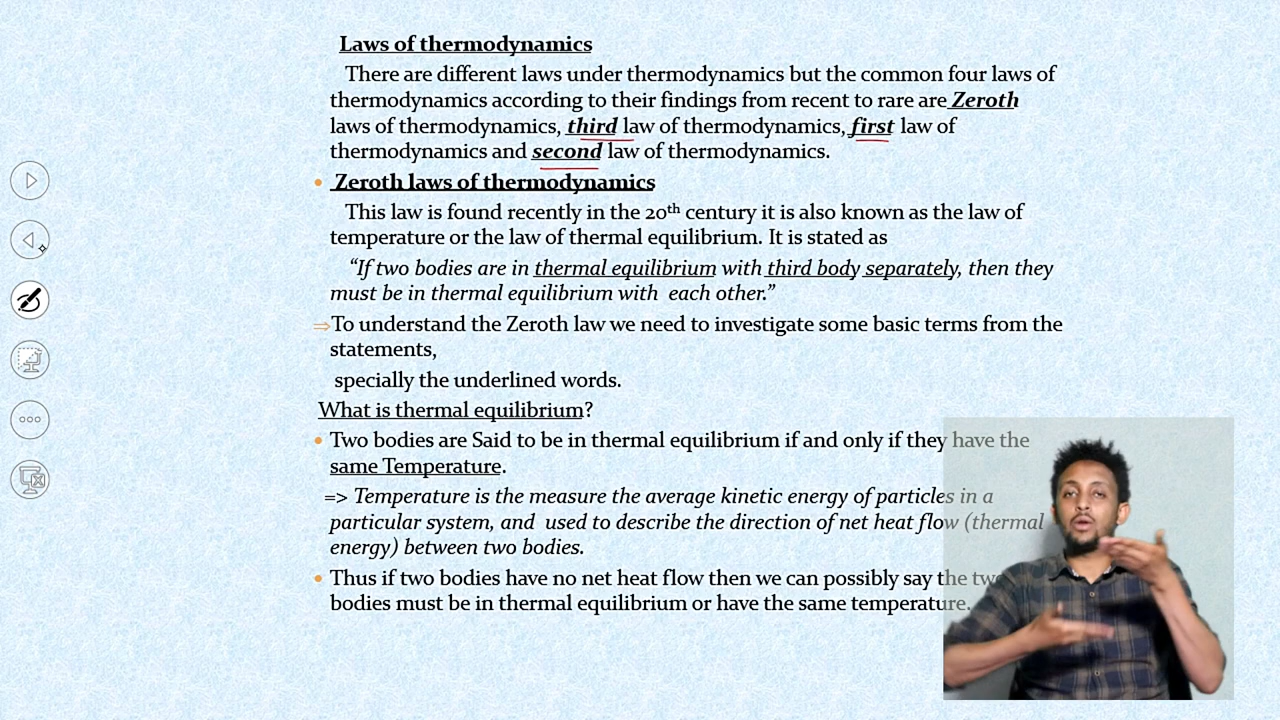 Laws of thermodynamics
There are different laws under thermodynamics but the common four laws of
thermodynamics according to their findings from recent to rare are Zeroth
laws of thermodynamics, third law of thermodynamics, first law of
thermodynamics and second law of thermodynamics.
• Zeroth laws of thermodynamics
This law is found recently in the 20th century it is also known as the law of
temperature or the law of thermal equilibrium. It is stated as
“If two bodies are in thermal equilibrium with third body separately, then they
must be in thermal equilibrium with each other.”
⇒To understand the Zeroth law we need to investigate some basic terms from the
statements,
specially the underlined words.
What is thermal equilibrium?
• Two bodies are Said to be in thermal equilibrium if and only if they have the
same Temperature.
=> Temperature is the measure the average kinetic energy of particles in a
particular system, and used to describe the direction of net heat flow (thermal
energy) between two bodies.
• Thus if two bodies have no net heat flow then we can possibly say the two
bodies must be in thermal equilibrium or have the same temperature.